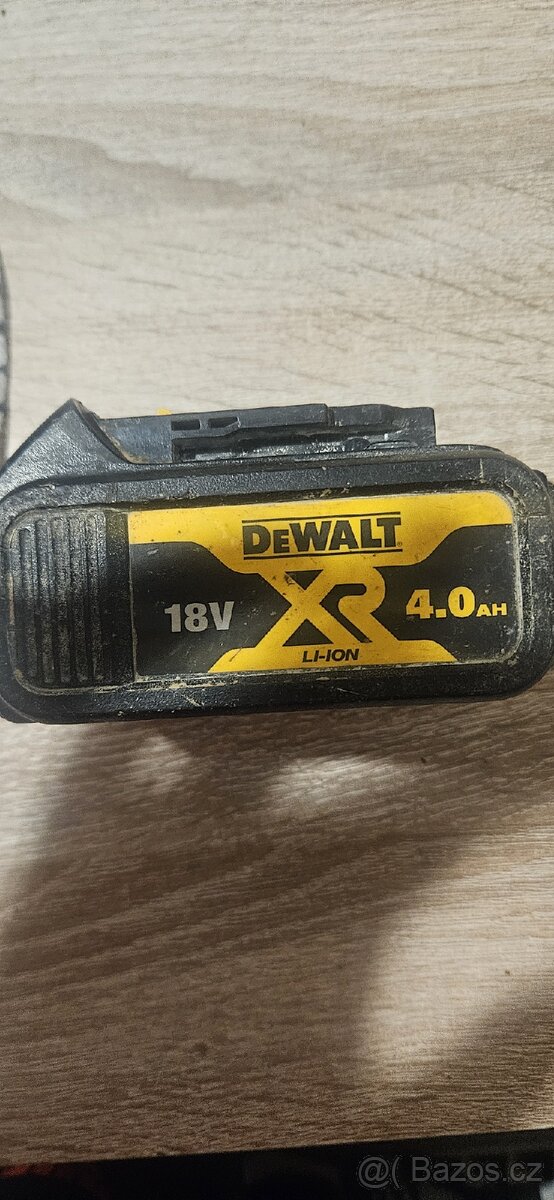 DEWALT
18V XR 4.0AH
LI-ION
@( Bazos.cz